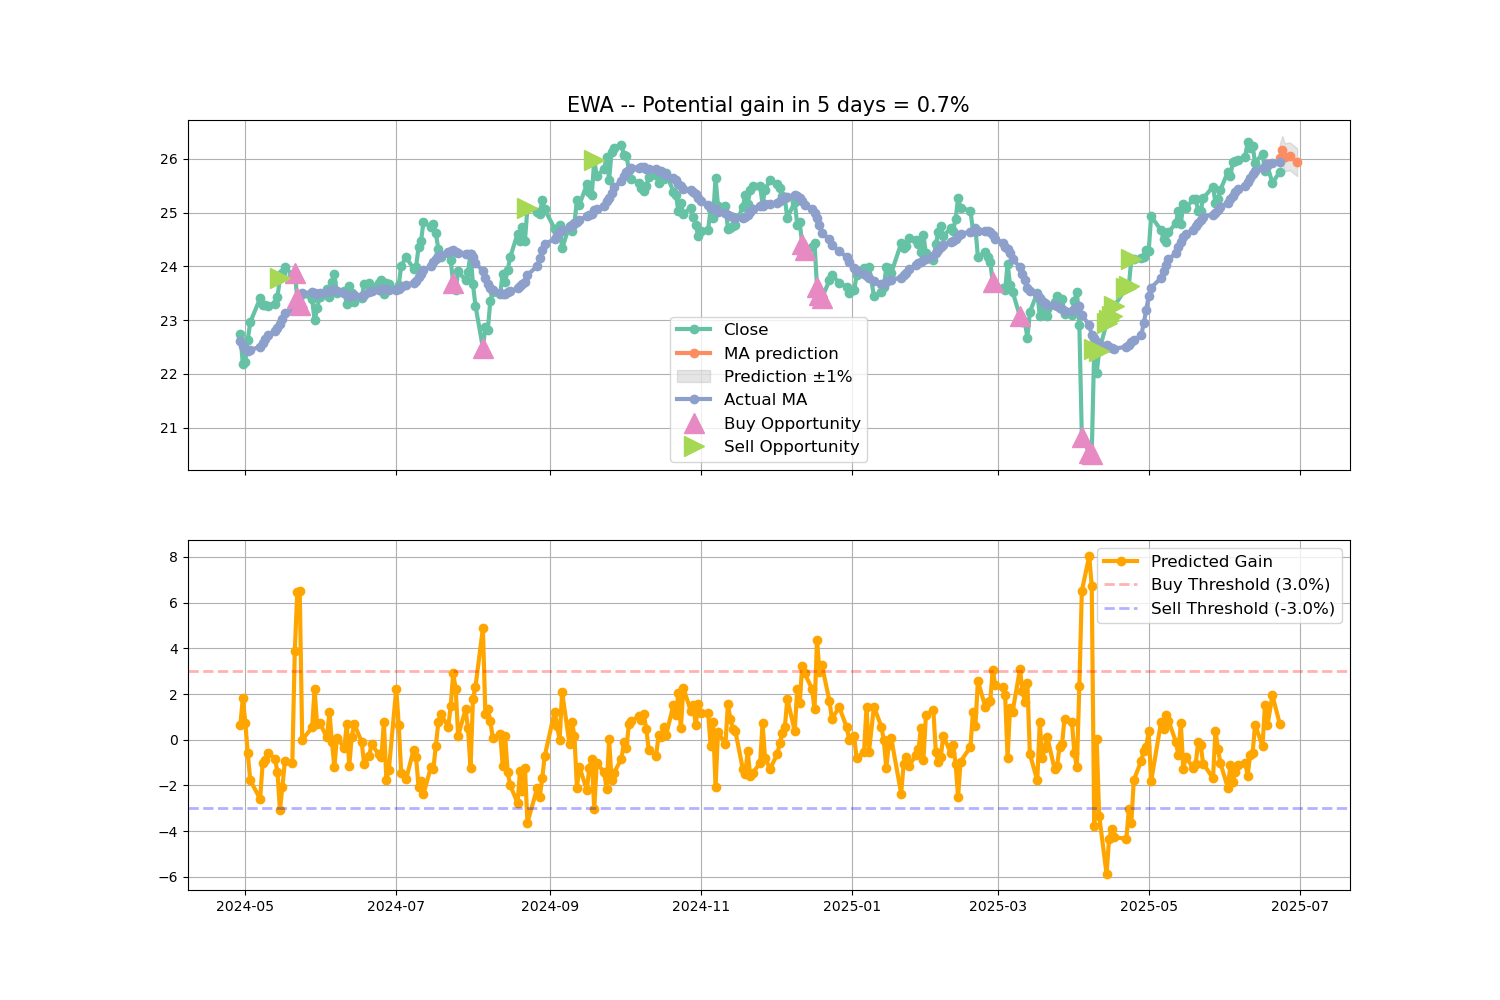 EWA -- Potential gain in 5 days = 0.7%
26
25
24
23
22
21
Close
MA prediction
Prediction ±1%
Actual MA
Buy Opportunity
Sell Opportunity
8
6
4
2
0
−2
−4
−6
Predicted Gain
Buy Threshold (3.0%)
Sell Threshold (-3.0%)
2024-05
2024-07
2024-09
2024-11
2025-01
2025-03
2025-05
2025-07